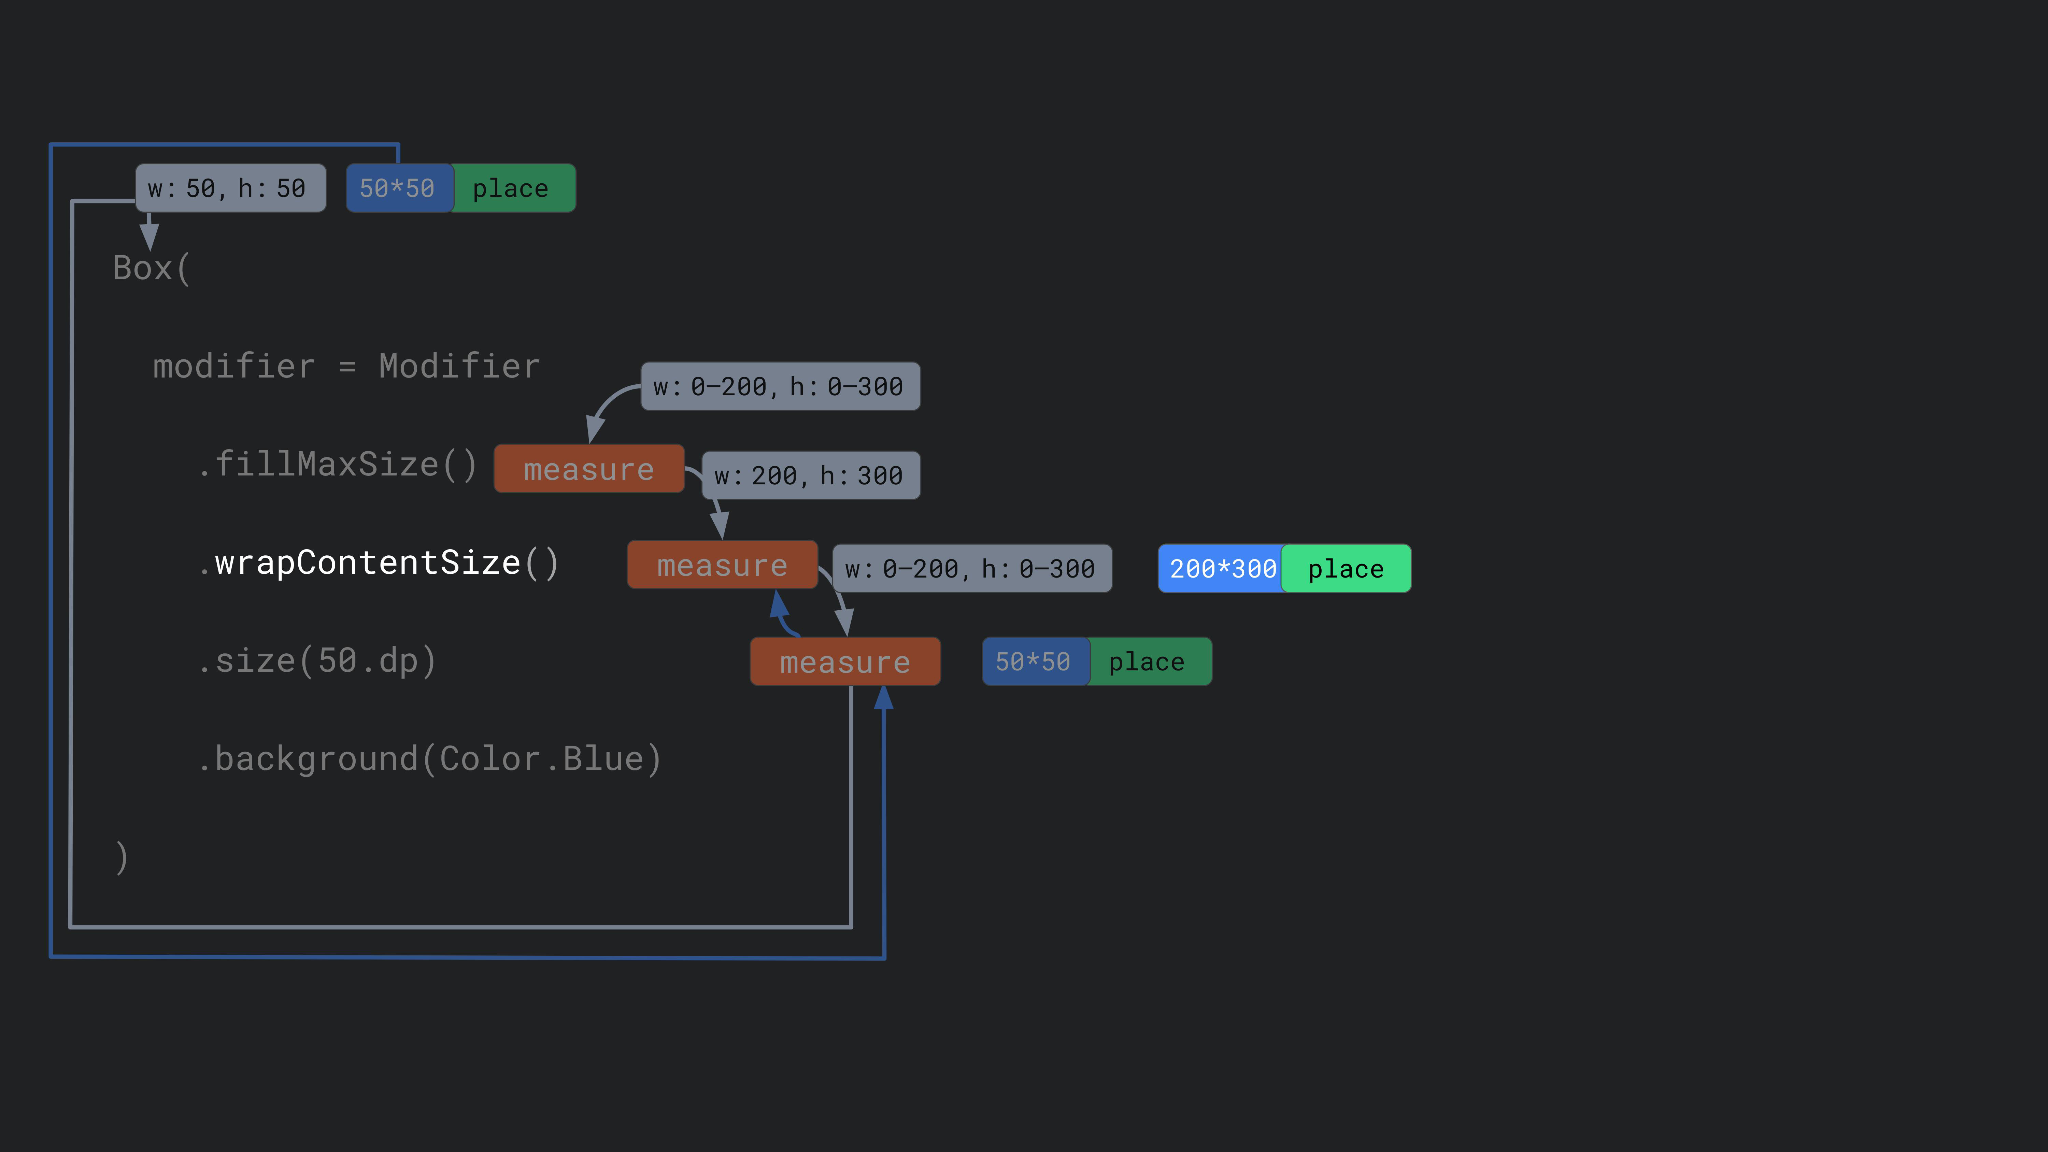 w: 50, h: 50 50*50 place
Box(
modifier = Modifier
w: 0–200, h: 0–300
.fillMaxSize() measure w: 200, h: 300
.wrapContentSize() measure w: 0–200, h: 0–300 200*300 place
.size(50.dp) measure 50*50 place
.background(Color.Blue)
)